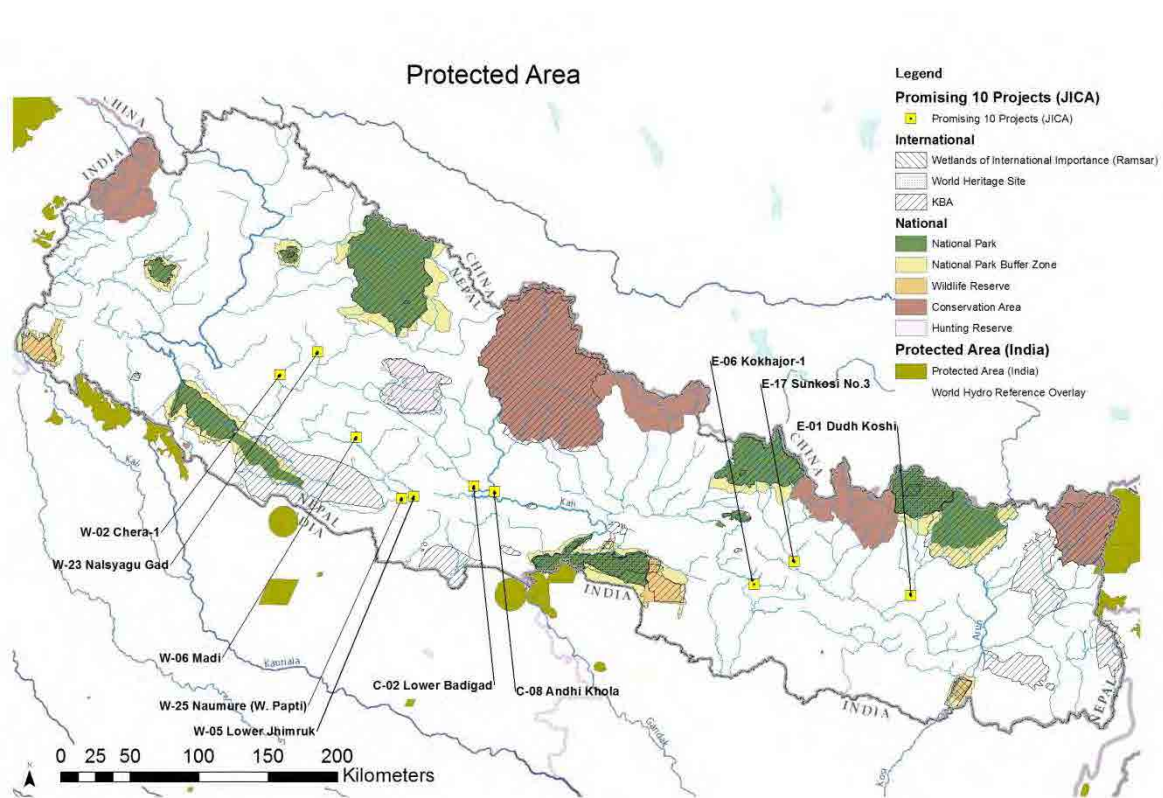 Protected Area
Legend
Promising 10 Projects (JICA)
Promising 10 Projects (JICA)
International
Wetlands of International Importance (Ramsar)
World Heritage Site
KBA
National
National Park
National Park Buffer Zone
Wildlife Reserve
Conservation Area
Hunting Reserve
Protected Area (India)
Protected Area (India)
World Hydro Reference Overlay
CHINA
INDIA
CHINA
NEPAL
E-06 Kokhajor-1
E-17 Sunkosi No.3
E-01 Dudh Koshi
CHINA
Kali
NEPAL
Kali
W-02 Chera-1
W-23 Nalsyagu Gad
INDIA
W-06 Madi
Kauriala
C-02 Lower Badigad
C-08 Andhi Khola
W-25 Naumure (W. Papti)
W-05 Lower Jhimruk
Gandak
INDIA
Arun
NEPAL
0 25 50 100 150 200
Kilometers
N